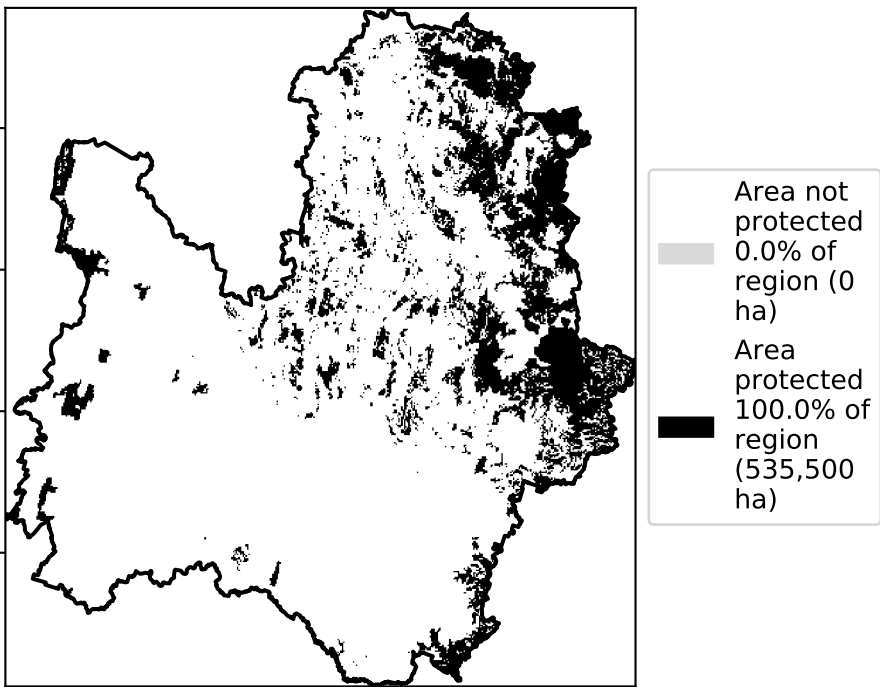 Area not
protected
0.0% of
region (0
ha)
Area
protected
100.0% of
region
(535,500
ha)